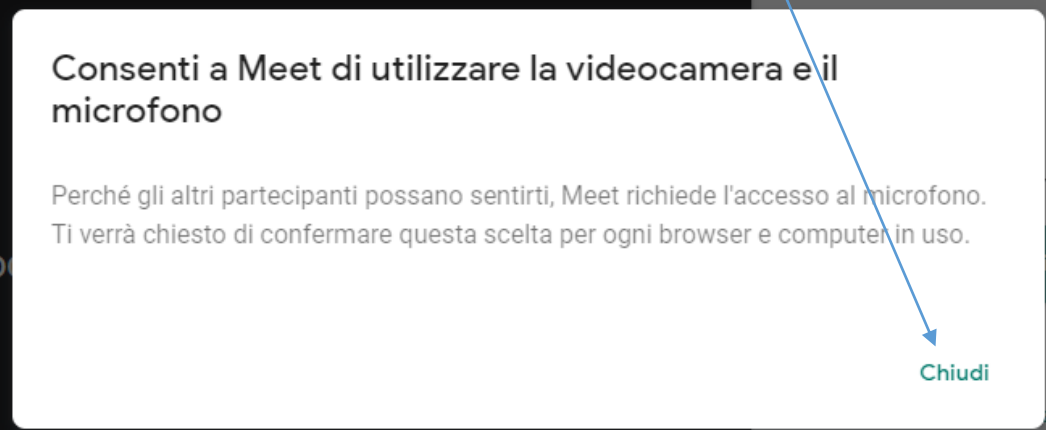 Consenti a Meet di utilizzare la videocamera e il
microfono
Perché gli altri partecipanti possano sentirti, Meet richiede l'accesso al microfono.
Ti verrà chiesto di confermare questa scelta per ogni browser e computer in uso.
Chiudi